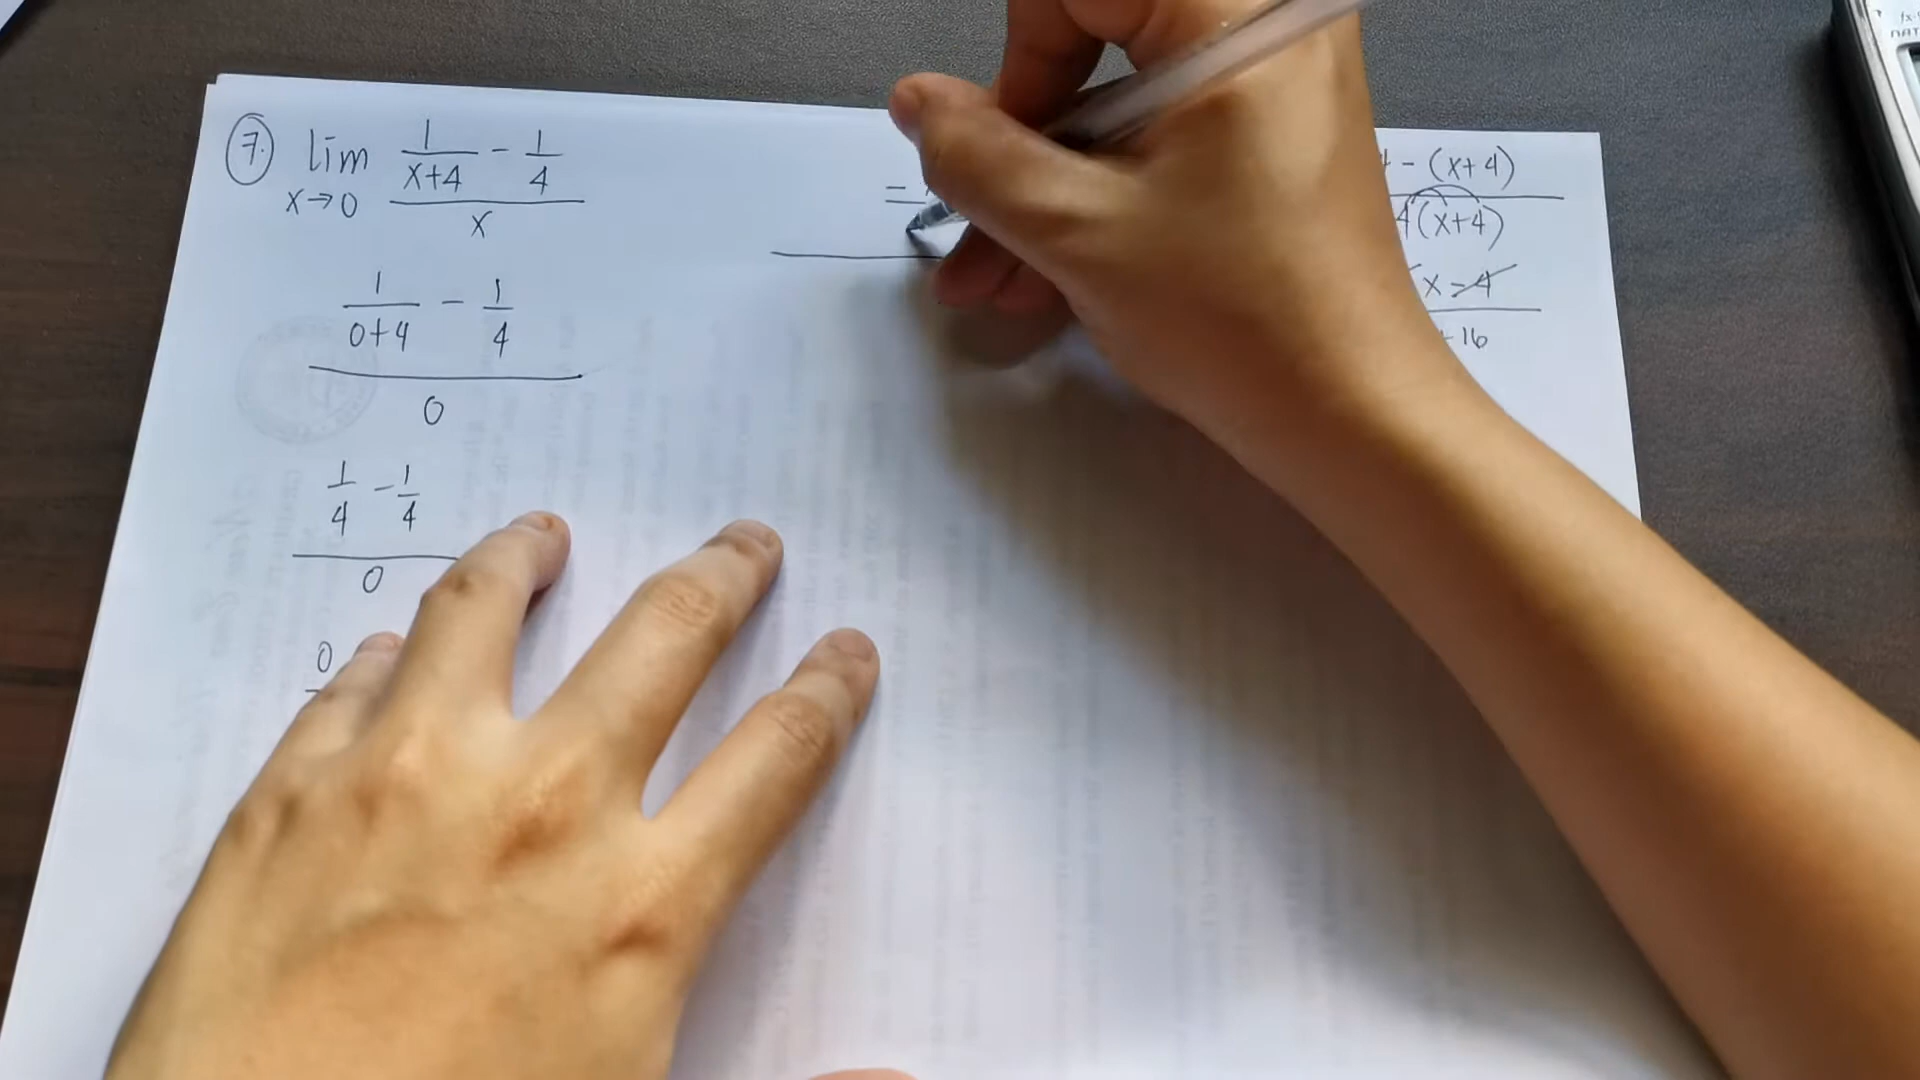 7. lim 1/(x+4) - 1/4
x→0 x
1/(0+4) - 1/4
0
1/4 - 1/4
0
0
=
- (x+4)
4(x+4)
x - 4
+ 16